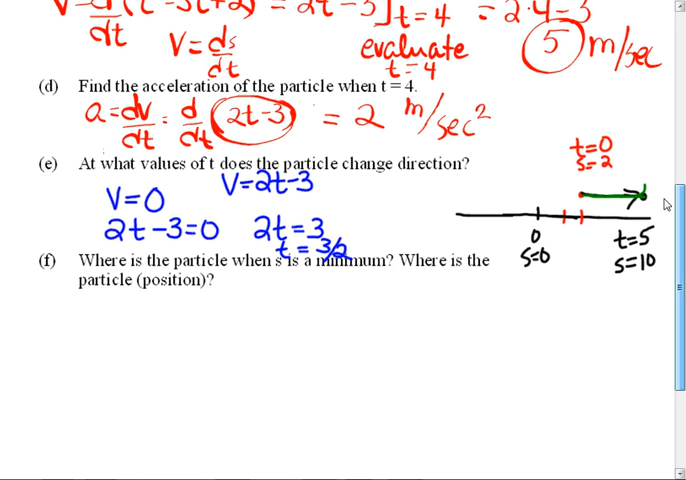 V = d/dt (t² - 3t + 2) = 2t - 3]t = 4 = 2·4 - 3
V = ds/dt evaluate t = 4 5 m/sec
(d) Find the acceleration of the particle when t = 4.
a = dv/dt = d/dt (2t-3) = 2 m/sec²
(e) At what values of t does the particle change direction?
t=0
s=2
V=0 V=2t-3
2t-3=0 2t=3
t = 3/2
0 t=5
s=0 s=10
(f) Where is the particle when s is a minimum? Where is the
particle (position)?